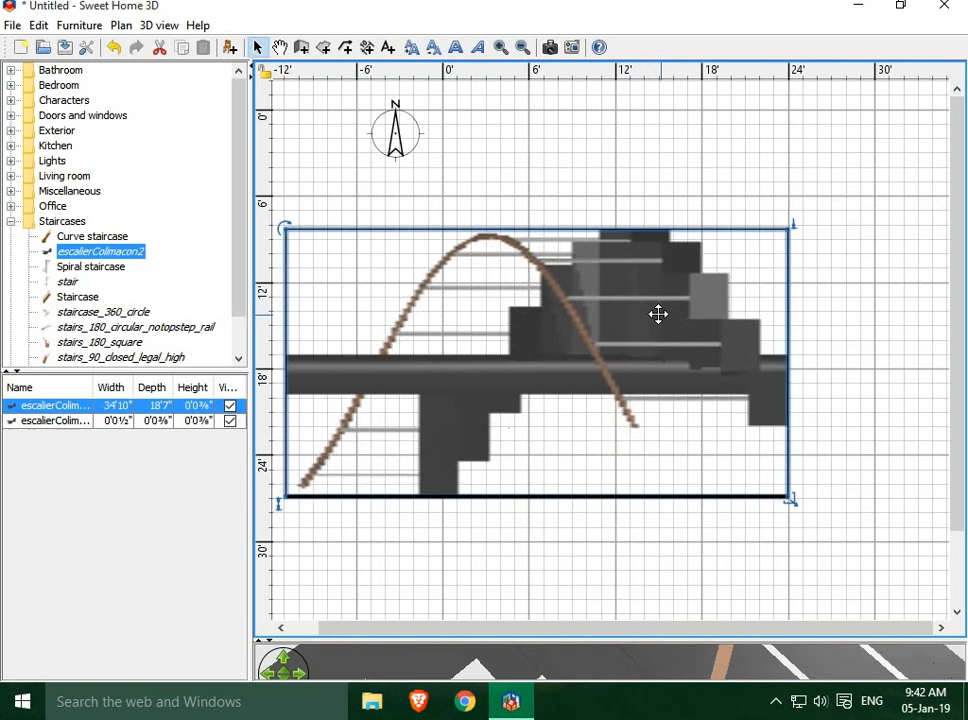 * Untitled - Sweet Home 3D
File Edit Furniture Plan 3D view Help
-12' -6' 0' 6' 12' 18' 24' 30'
Bathroom
Bedroom
Characters
Doors and windows
Exterior
Kitchen
Lights
Living room
Miscellaneous
Office
Staircases
Curve staircase
escalierColmacon2
Spiral staircase
stair
Staircase
staircase_360_circle
stairs_180_circular_notopstep_rail
stairs_180_square
stairs_90_closed_legal_high
Name Width Depth Height Vi...
escalierColim... 34'10" 18'7" 0'0⅜"
escalierColim... 0'0½" 0'0⅜" 0'0⅜"
0'
6'
12'
18'
24'
30'
N
Search the web and Windows
ENG
9:42 AM
05-Jan-19